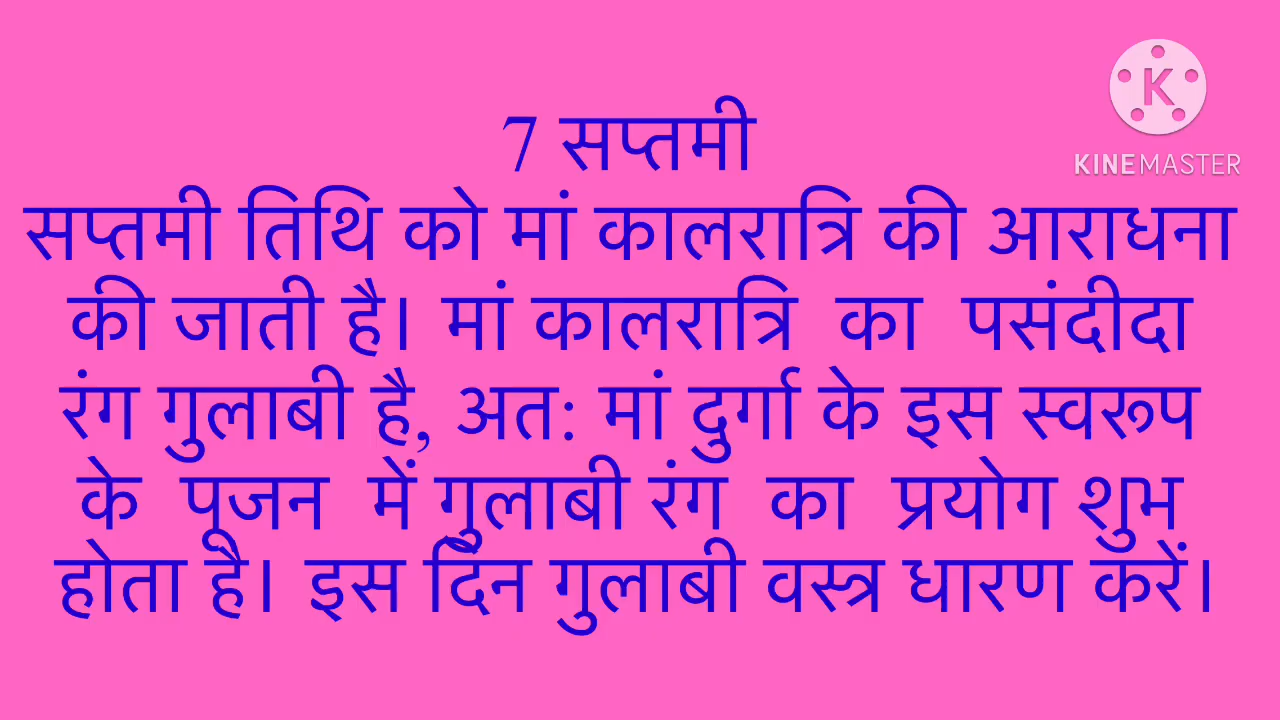 7 सप्तमी
KINEMASTER
सप्तमी तिथि को मां कालरात्रि की आराधना
की जाती है। मां कालरात्रि का पसंदीदा
रंग गुलाबी है, अत: मां दुर्गा के इस स्वरूप
के पूजन में गुलाबी रंग का प्रयोग शुभ
होता है। इस दिन गुलाबी वस्त्र धारण करें।